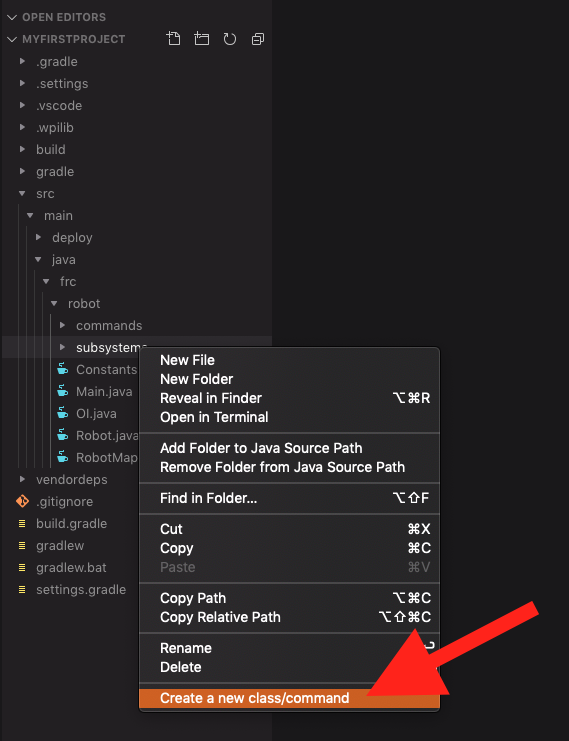 OPEN EDITORS
MYFIRSTPROJECT
.gradle
.settings
.vscode
.wpilib
build
gradle
src
main
deploy
java
frc
robot
commands
subsystems
Constants
Main.java
OI.java
Robot.java
RobotMap
vendordeps
.gitignore
build.gradle
gradlew
gradlew.bat
settings.gradle
New File
New Folder
Reveal in Finder ⌥⌘R
Open in Terminal
Add Folder to Java Source Path
Remove Folder from Java Source Path
Find in Folder... ⌥⇧F
Cut ⌘X
Copy ⌘C
Paste ⌘V
Copy Path ⌥⌘C
Copy Relative Path ⌥⇧⌘C
Rename
Delete
Create a new class/command